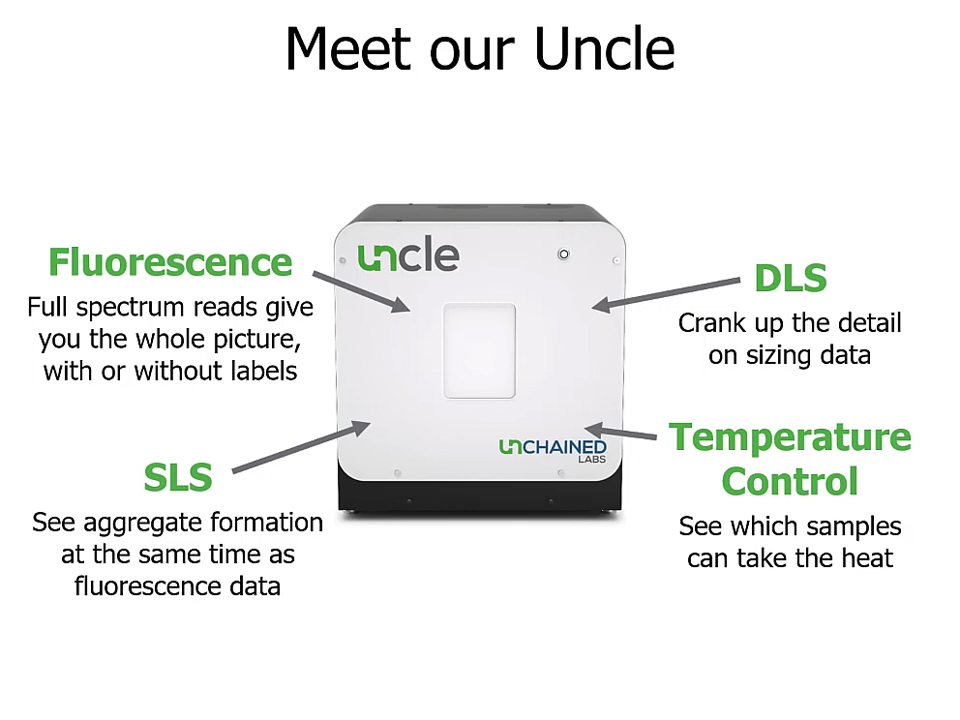 Meet our Uncle
uncle
Fluorescence
Full spectrum reads give
you the whole picture,
with or without labels
DLS
Crank up the detail
on sizing data
SLS
See aggregate formation
at the same time as
fluorescence data
UNCHAINED
LABS
Temperature
Control
See which samples
can take the heat